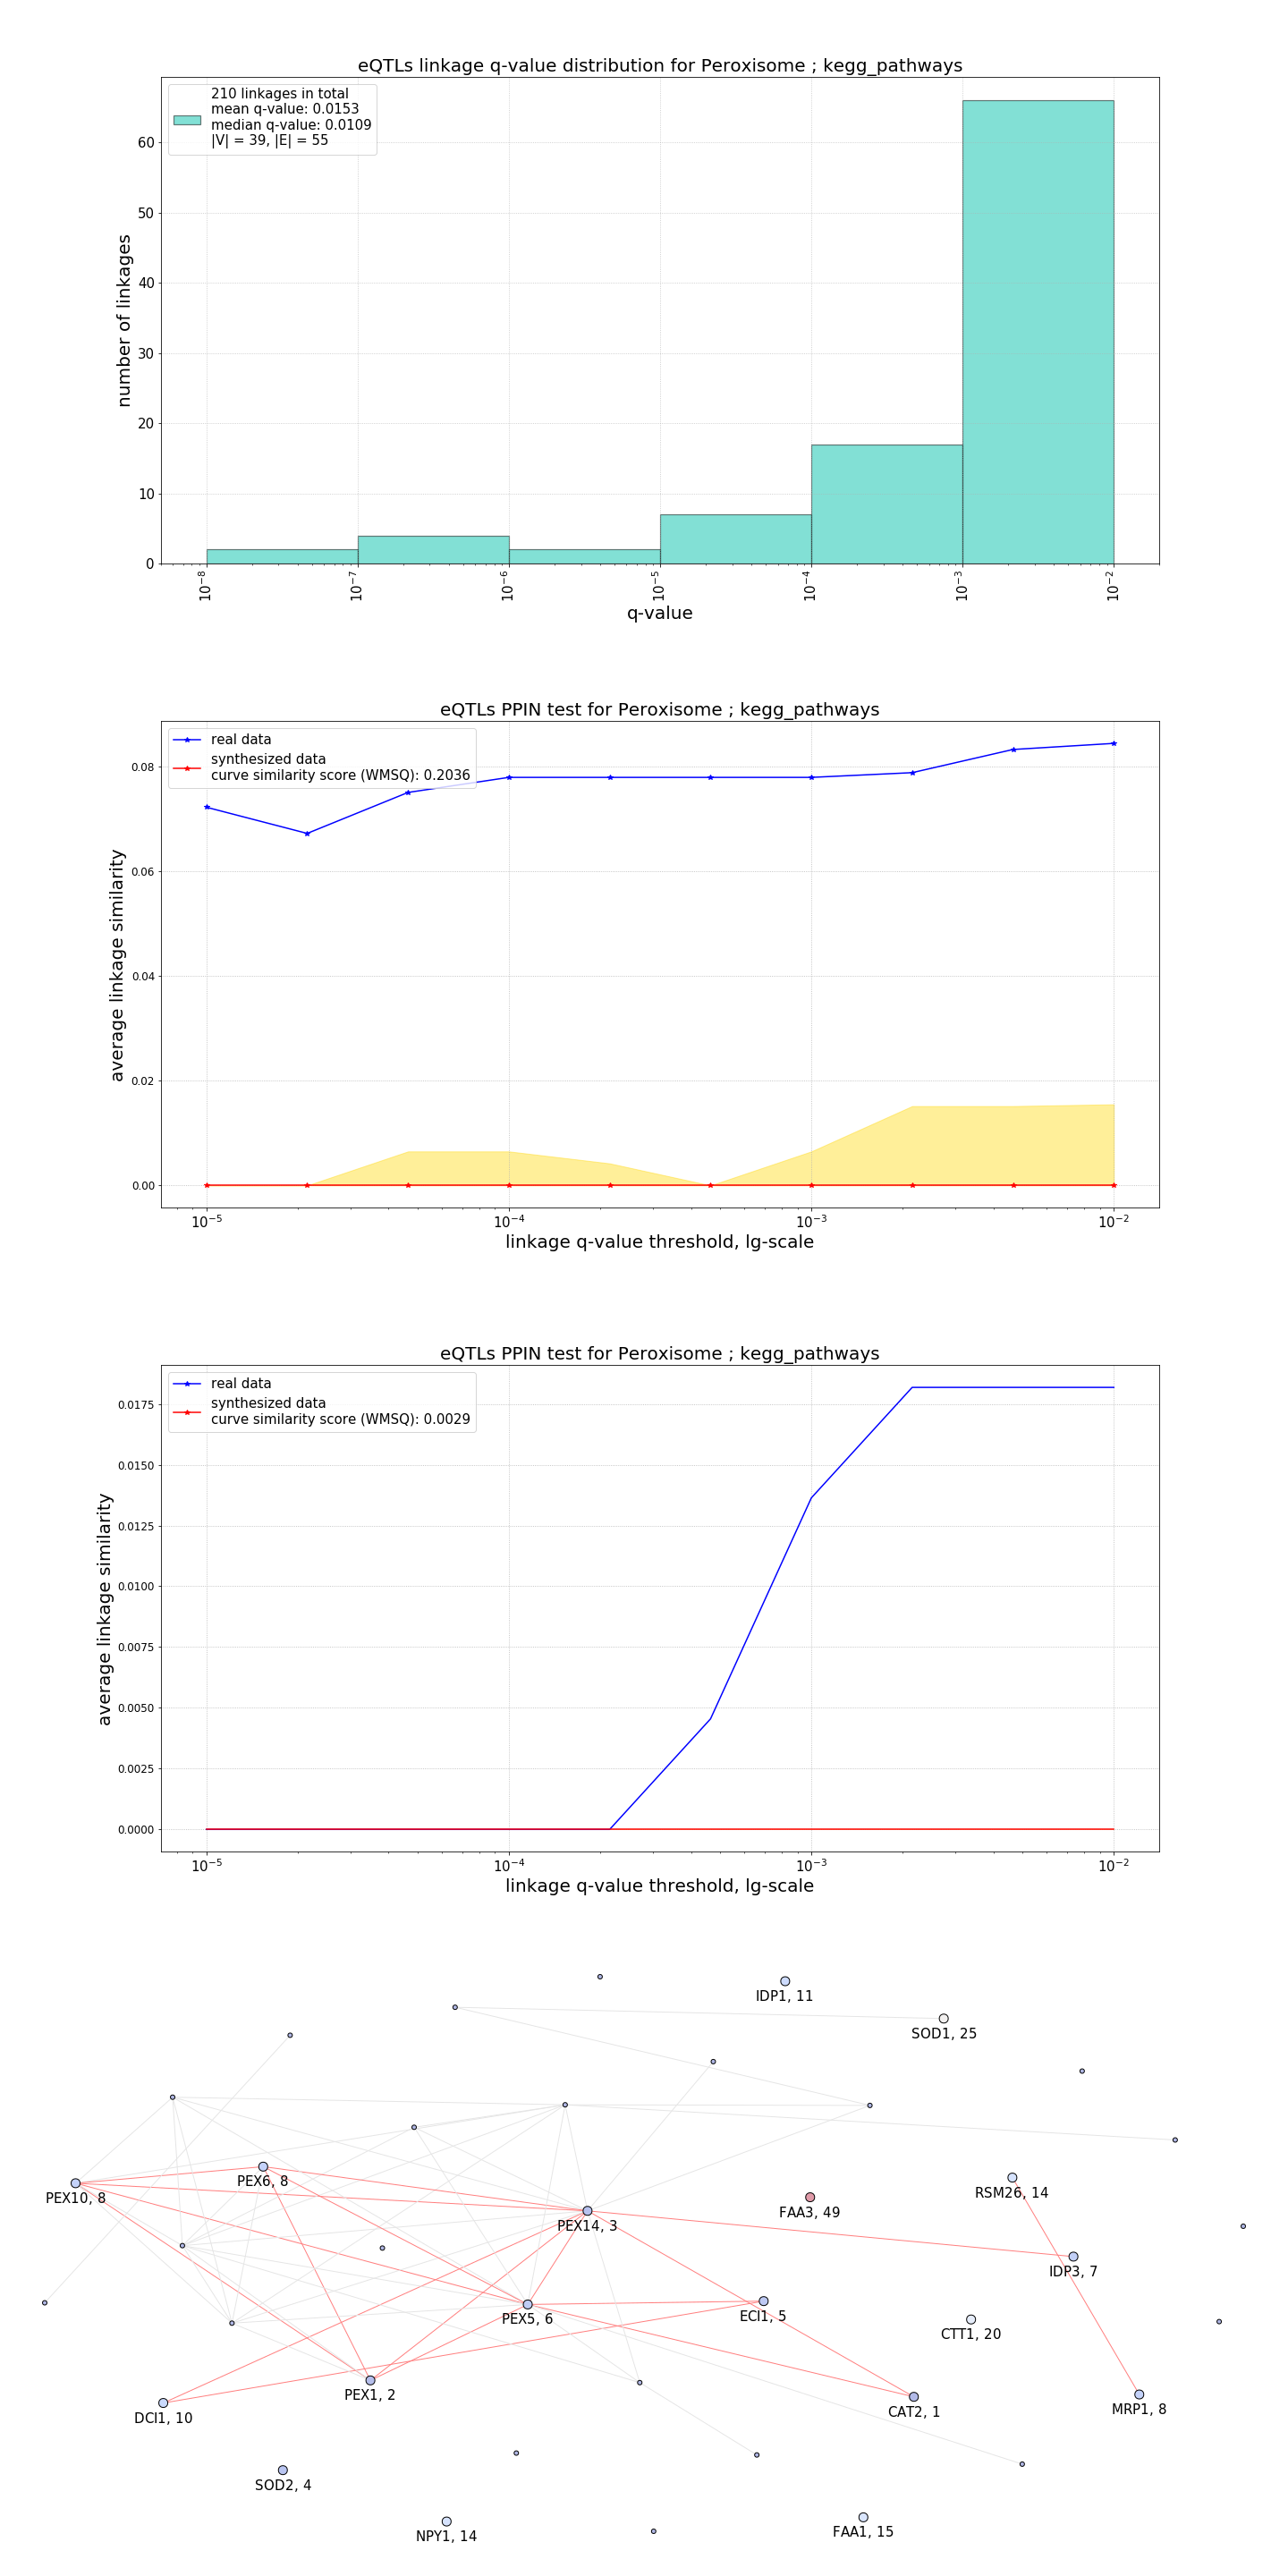 eQTLs linkage q-value distribution for Peroxisome ; kegg_pathways
210 linkages in total
mean q-value: 0.0153
median q-value: 0.0109
|V| = 39, |E| = 55
number of linkages
60
50
40
30
20
10
0
10^-8
10^-7
10^-6
10^-5
10^-4
10^-3
10^-2
q-value
eQTLs PPIN test for Peroxisome ; kegg_pathways
real data
synthesized data
curve similarity score (WMSQ): 0.2036
average linkage similarity
0.08
0.06
0.04
0.02
0.00
10^-5
10^-4
10^-3
10^-2
linkage q-value threshold, lg-scale
eQTLs PPIN test for Peroxisome ; kegg_pathways
real data
synthesized data
curve similarity score (WMSQ): 0.0029
average linkage similarity
0.0175
0.0150
0.0125
0.0100
0.0075
0.0050
0.0025
0.0000
10^-5
10^-4
10^-3
10^-2
linkage q-value threshold, lg-scale
IDP1, 11
SOD1, 25
PEX6, 8
PEX10, 8
RSM26, 14
FAA3, 49
PEX14, 3
IDP3, 7
ECI1, 5
PEX5, 6
CTT1, 20
PEX1, 2
MRP1, 8
CAT2, 1
DCI1, 10
SOD2, 4
FAA1, 15
NPY1, 14